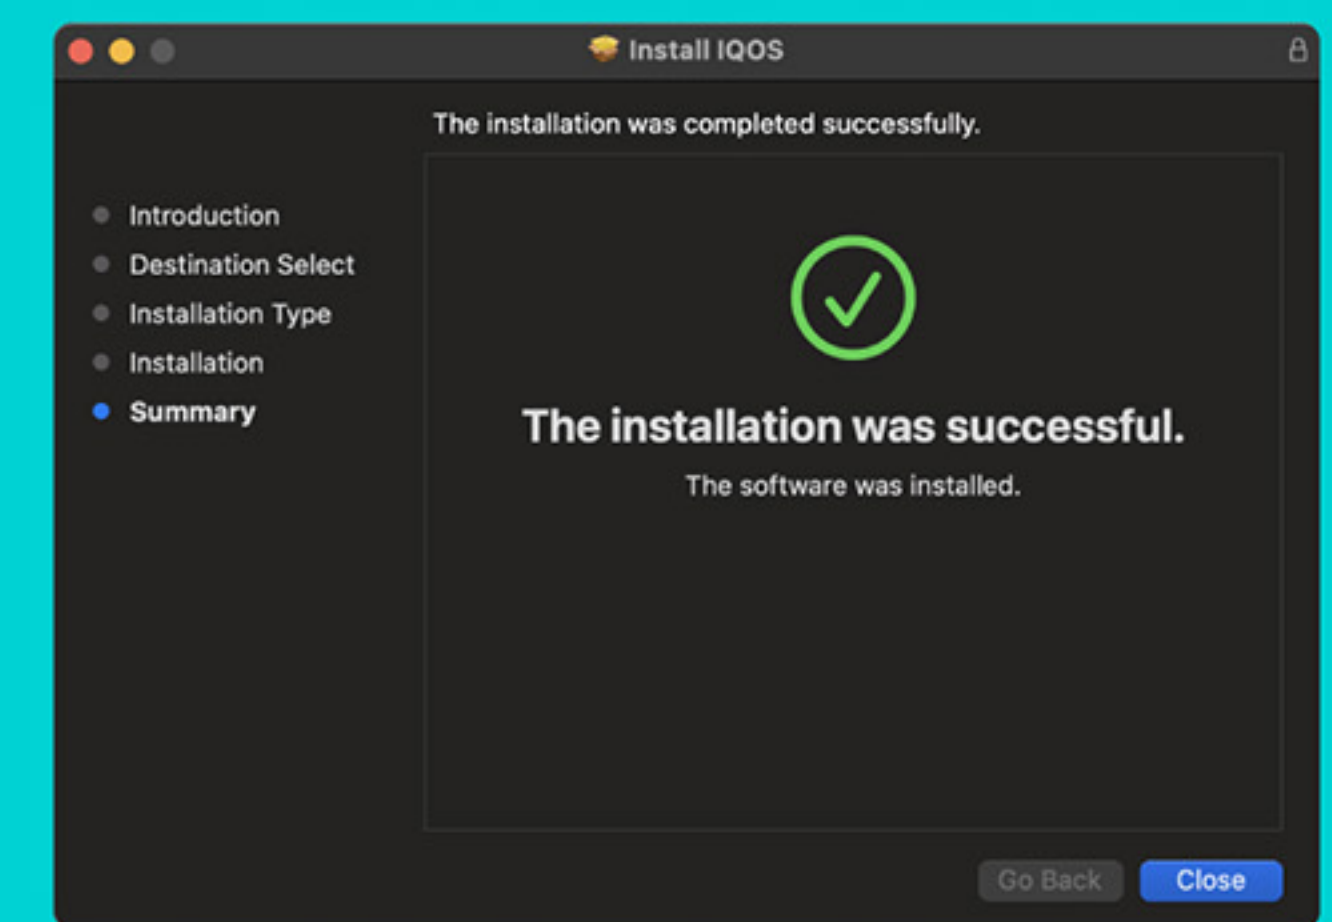 Install IQOS
The installation was completed successfully.
Introduction
Destination Select
Installation Type
Installation
Summary
The installation was successful.
The software was installed.
Go Back
Close